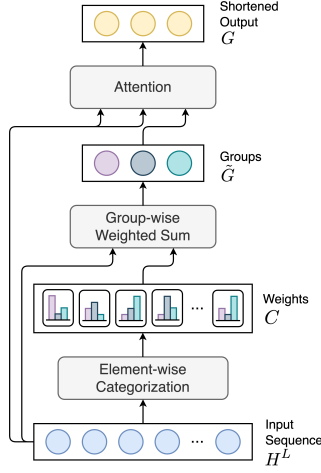 Shortened
Output
G
Attention
Groups
G̃
Group-wise
Weighted Sum
Weights
C
...
Element-wise
Categorization
Input
Sequence
...
H^L